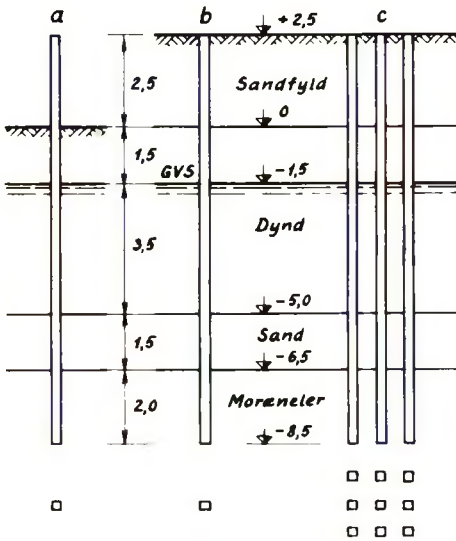 a b c
+2,5
2,5
Sandfyld
0
1,5
GVS
-1,5
3,5
Dynd
-5,0
1,5
Sand
-6,5
2,0
Moræneler
-8,5